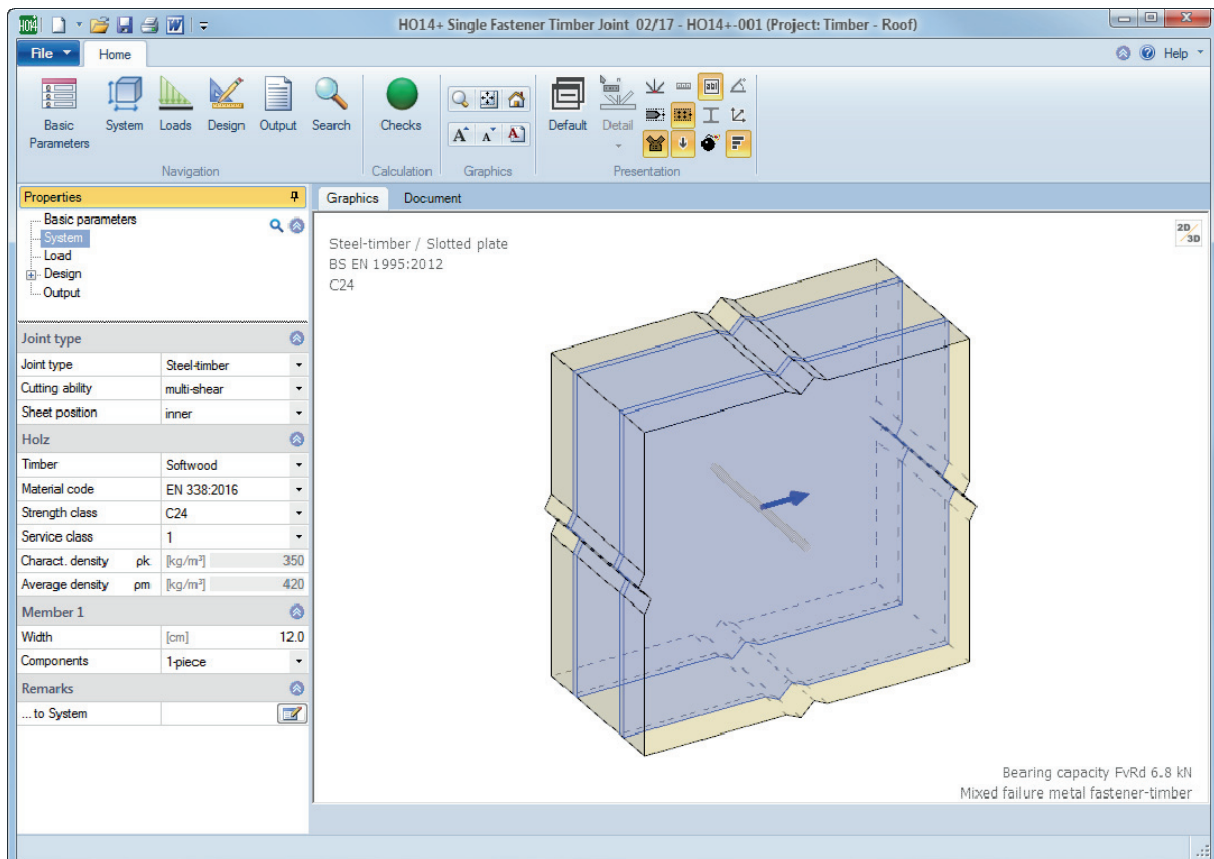 HO14 HO14+ Single Fastener Timber Joint 02/17 - HO14+-001 (Project: Timber - Roof)
File Home Help
Basic Parameters
System
Loads
Design
Output
Search
Checks
Default
Detail
abl
A A A
Navigation Calculation Graphics Presentation
Properties
Basic parameters
System
Load
Design
Output
Joint type
Joint type Steel-timber
Cutting ability multi-shear
Sheet position inner
Holz
Timber Softwood
Material code EN 338:2016
Strength class C24
Service class 1
Charact. density ρk [kg/m³] 350
Average density ρm [kg/m³] 420
Member 1
Width [cm] 12.0
Components 1-piece
Remarks
... to System
Graphics Document
Steel-timber / Slotted plate
BS EN 1995:2012
C24
2D/
/3D
Bearing capacity FvRd 6.8 kN
Mixed failure metal fastener-timber